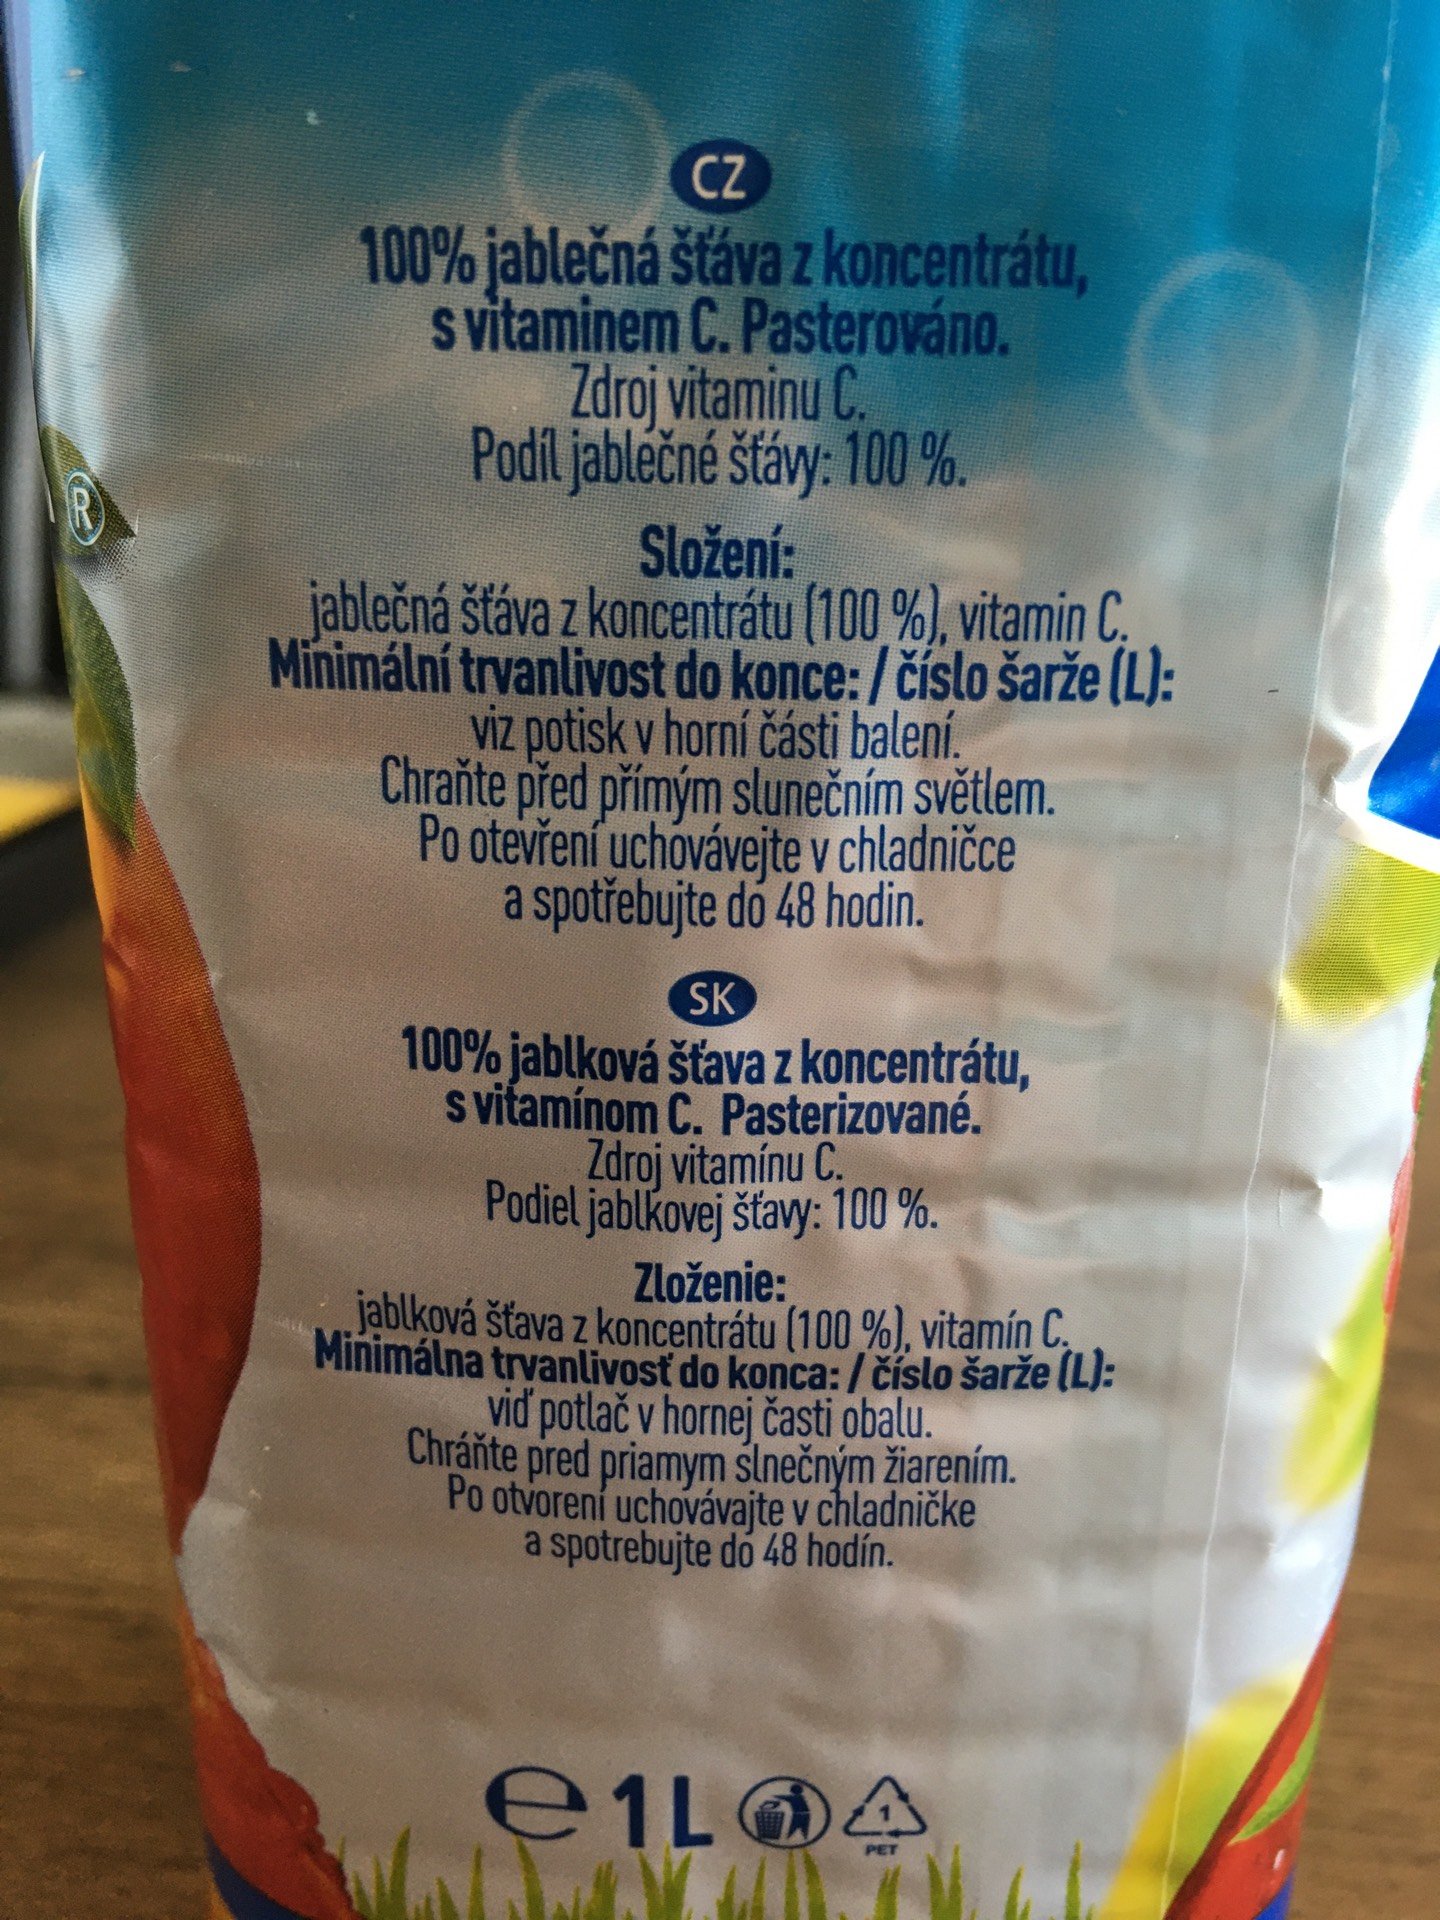 CZ
100% jablečná šťáva z koncentrátu,
s vitaminem C. Pasterováno.
Zdroj vitaminu C.
Podíl jablečné šťávy: 100 %.
Složení:
jablečná šťáva z koncentrátu (100 %), vitamin C.
Minimální trvanlivost do konce: / číslo šarže (L):
viz potisk v horní části balení.
Chraňte před přímým slunečním světlem.
Po otevření uchovávejte v chladničce
a spotřebujte do 48 hodin.
®
SK
100% jablková šťava z koncentrátu,
s vitamínom C. Pasterizované.
Zdroj vitamínu C.
Podiel jablkovej šťavy: 100 %.
Zloženie:
jablková šťava z koncentrátu (100 %), vitamín C.
Minimálna trvanlivosť do konca: / číslo šarže (L):
viď potlač v hornej časti obalu.
Chráňte pred priamym slnečným žiarením.
Po otvorení uchovávajte v chladničke
a spotrebujte do 48 hodín.
℮ 1L
1
PET